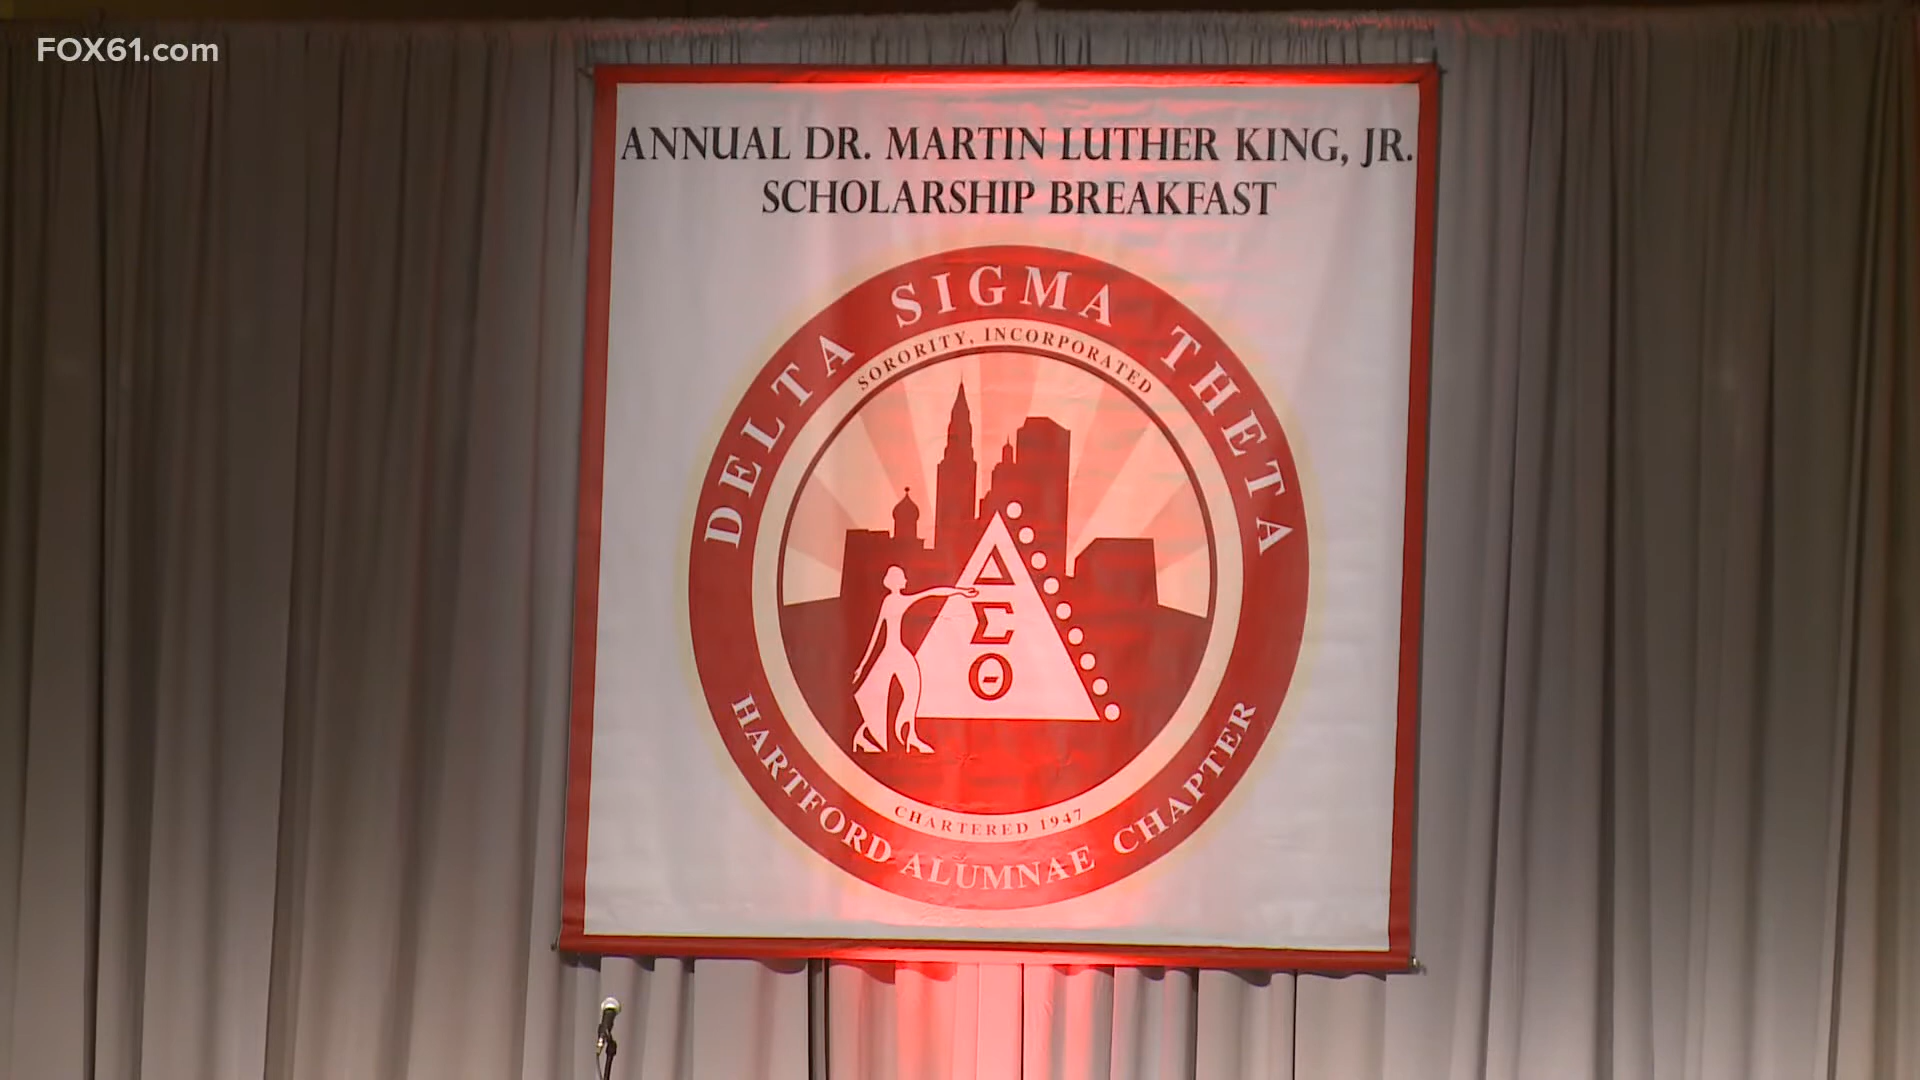 FOX61.com
ANNUAL DR. MARTIN LUTHER KING, JR.
SCHOLARSHIP BREAKFAST
DELTA SIGMA THETA
SORORITY, INCORPORATED
Δ
Σ
Θ
CHARTERED 1947
HARTFORD ALUMNAE CHAPTER